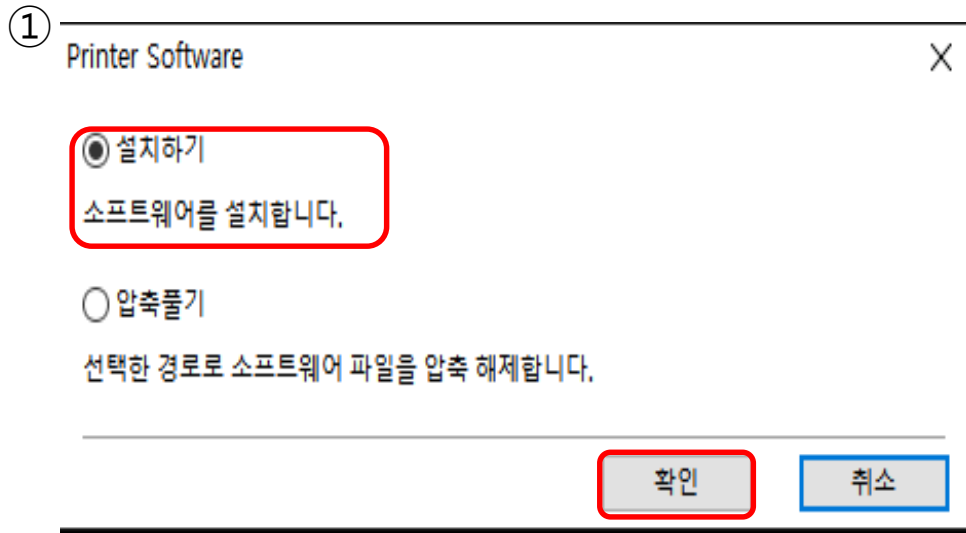 ①
Printer Software
설치하기
소프트웨어를 설치합니다.
압축풀기
선택한 경로로 소프트웨어 파일을 압축 해제합니다.
확인 취소